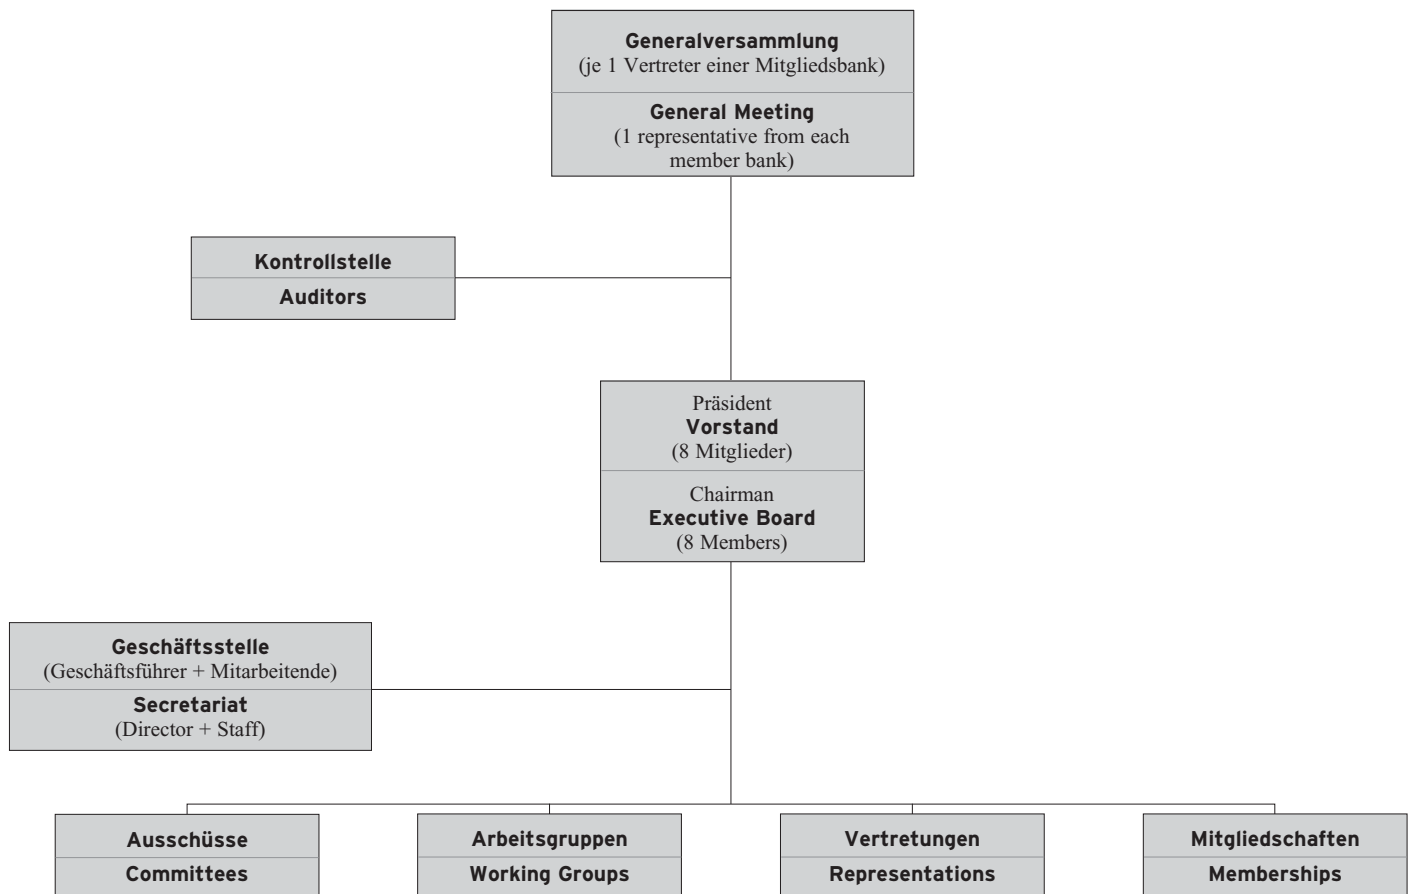 Generalversammlung
(je 1 Vertreter einer Mitgliedsbank)
General Meeting
(1 representative from each
member bank)
Kontrollstelle
Auditors
Präsident
Vorstand
(8 Mitglieder)
Chairman
Executive Board
(8 Members)
Geschäftsstelle
(Geschäftsführer + Mitarbeitende)
Secretariat
(Director + Staff)
Ausschüsse
Committees
Arbeitsgruppen
Working Groups
Vertretungen
Representations
Mitgliedschaften
Memberships